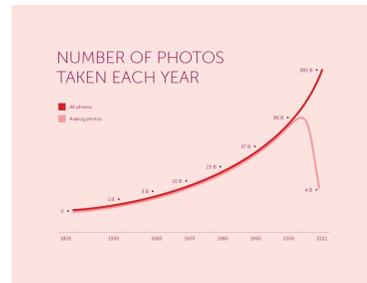 NUMBER OF PHOTOS
TAKEN EACH YEAR
All photos
Analog photos
380 B
86 B
57 B
25 B
10 B
3 B
1 B
0
4 B
1826
1930
1960
1970
1980
1990
2000
2011